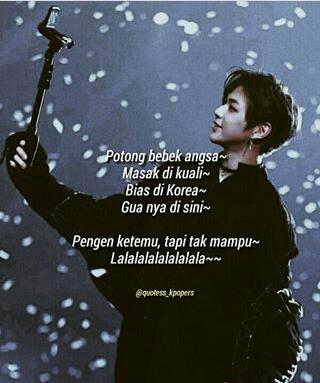 Potong bebek angsa~
Masak di kuali~
Bias di Korea~
Gua nya di sini~
Pengen ketemu, tapi tak mampu~
Lalalalalalalalala~~
@quotess_kpopers